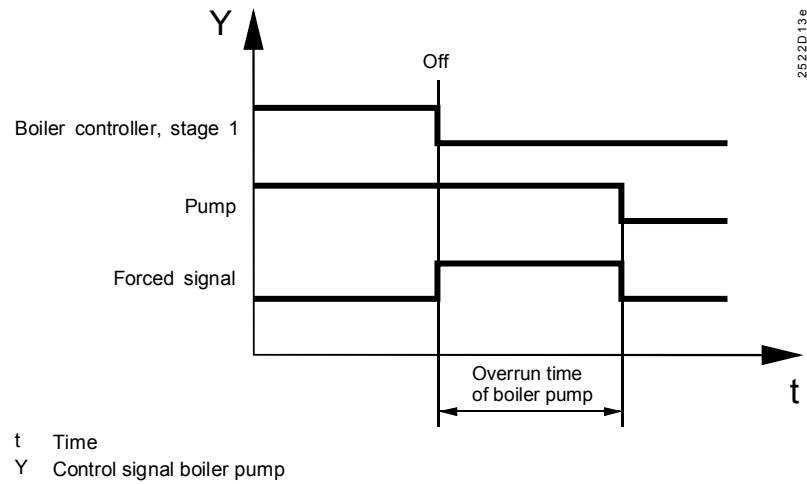 Y
2522D13e
Off
Boiler controller, stage 1
Pump
Forced signal
Overrun time
of boiler pump
t
t Time
Y Control signal boiler pump